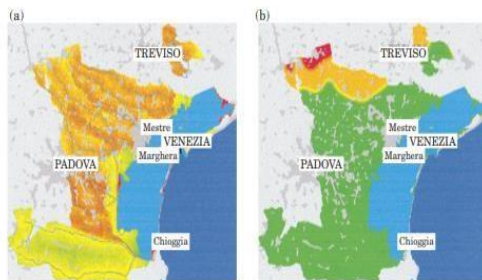 (a)
TREVISO
Mestre
VENEZIA
Marghera
PADOVA
Chioggia
(b)
TREVISO
Mestre
VENEZIA
Marghera
PADOVA
Chioggia